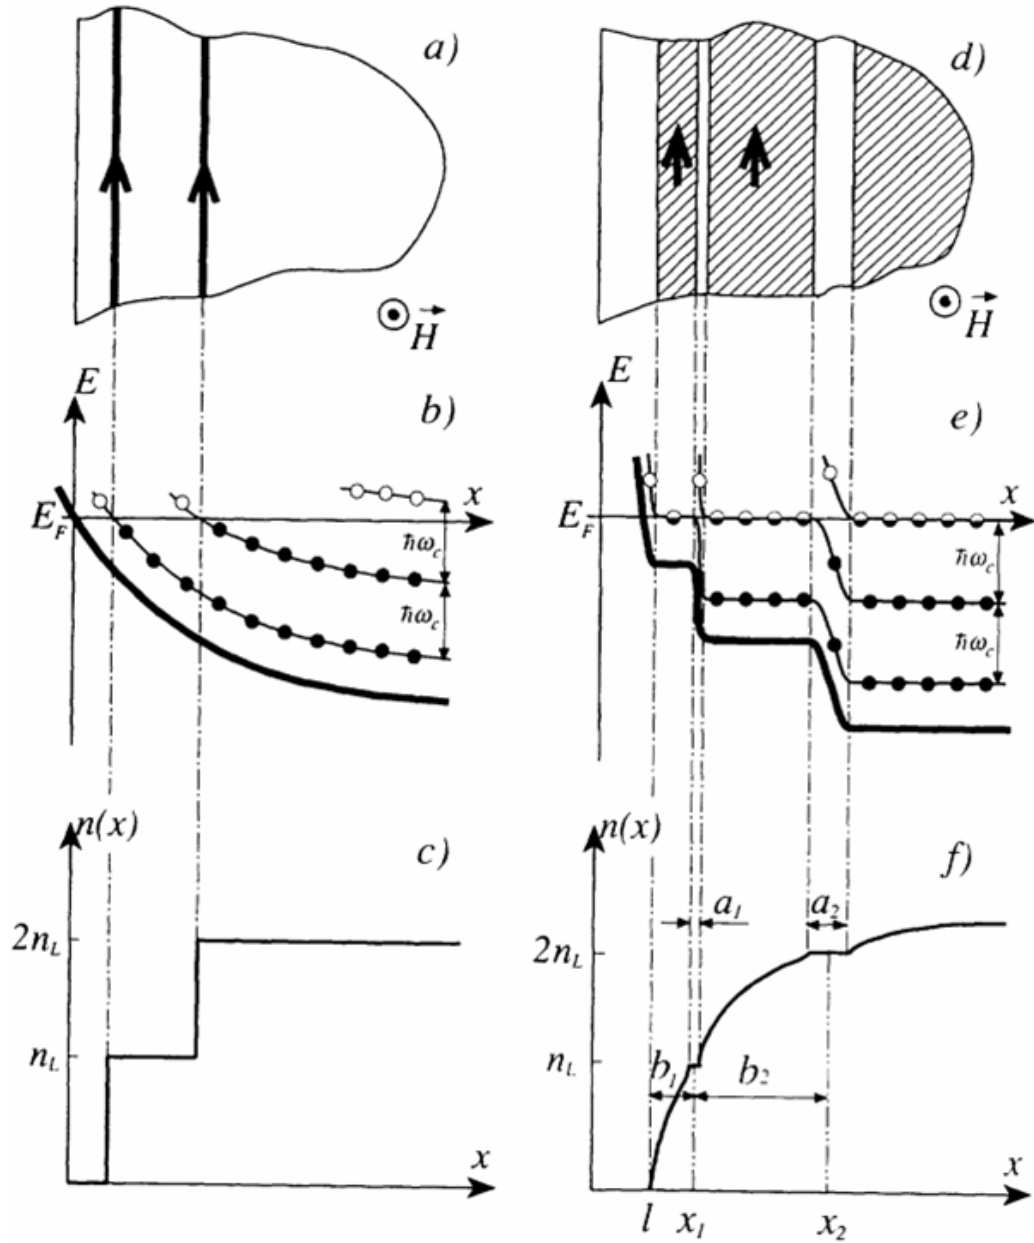 a)
H
E
b)
x
E_F
ħω_c
ħω_c
n(x)
c)
2n_L
n_L
x
d)
H
E
e)
x
E_F
ħω_c
ħω_c
n(x)
f)
a_1
a_2
2n_L
n_L
b_1
b_2
x
l
x_1
x_2